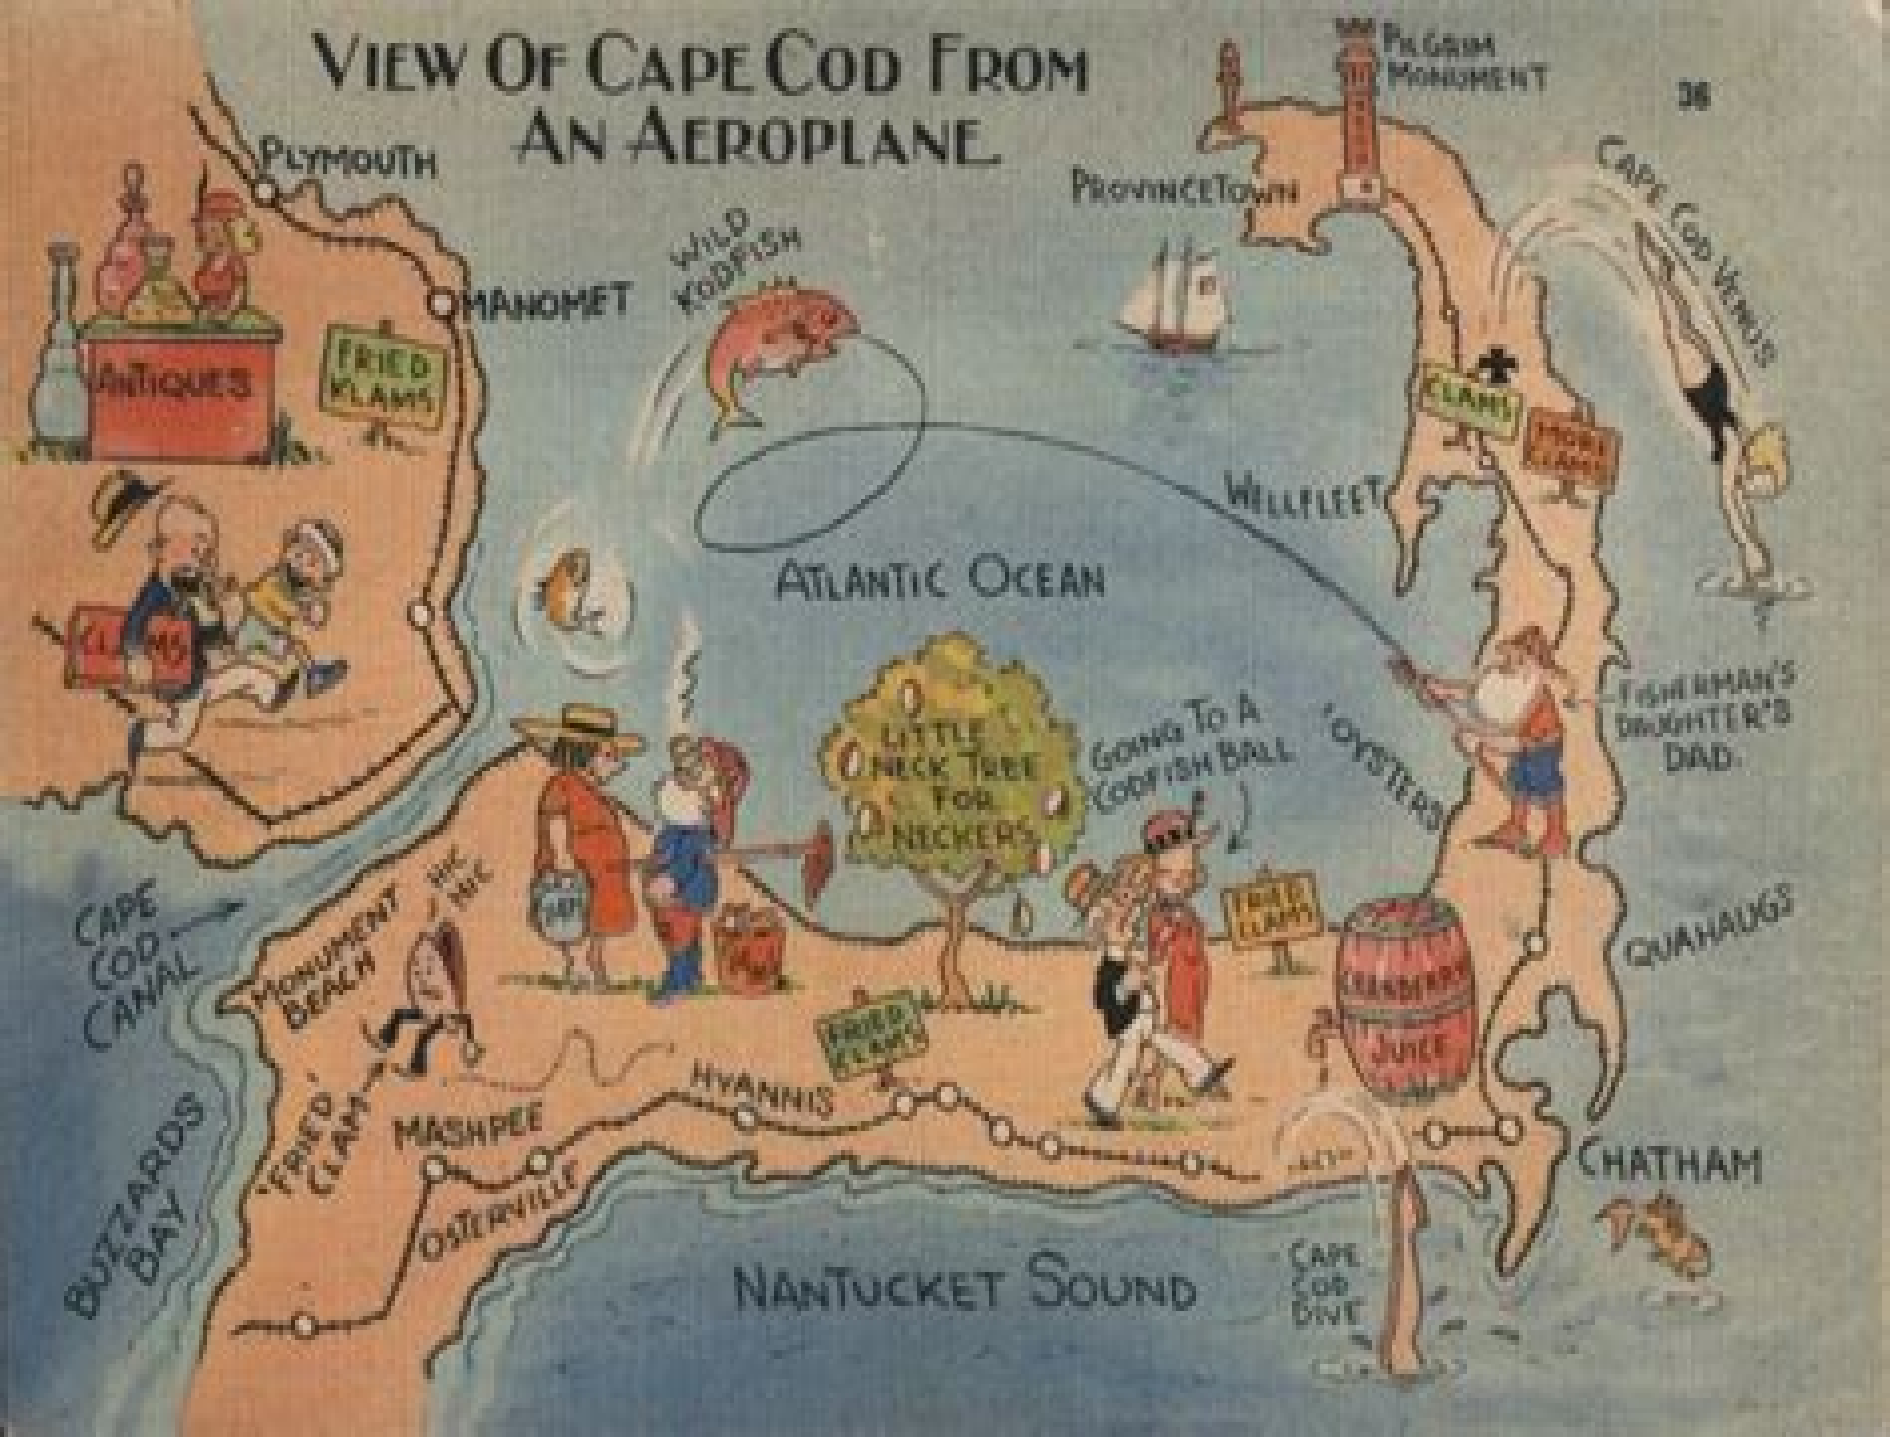 VIEW OF CAPE COD FROM
AN AEROPLANE
PILGRIM
MONUMENT
36
PLYMOUTH
PROVINCETOWN
CAPE COD VENUS
WILD
KODFISH
MANOMET
FRIED
KLAMS
ANTIQUES
CLAMS
MORE
CLAMS
WELLFLEET
ATLANTIC OCEAN
CLAMS
FISHERMAN'S
DAUGHTER'S
DAD.
LITTLE
NECK TREE
FOR
NECKERS
GOING TO A
CODFISH BALL
'OYSTERS
HIC
HIC
CAPE
COD
CANAL
MONUMENT
BEACH
FRIED
CLAMS
QUAHAUGS
CRANBERRY
JUICE
FRIED
CLAMS
HYANNIS
'FRIED'
CLAM
MASHPEE
OSTERVILLE
BUZZARDS
BAY
CHATHAM
NANTUCKET SOUND
CAPE
COD
DIVE